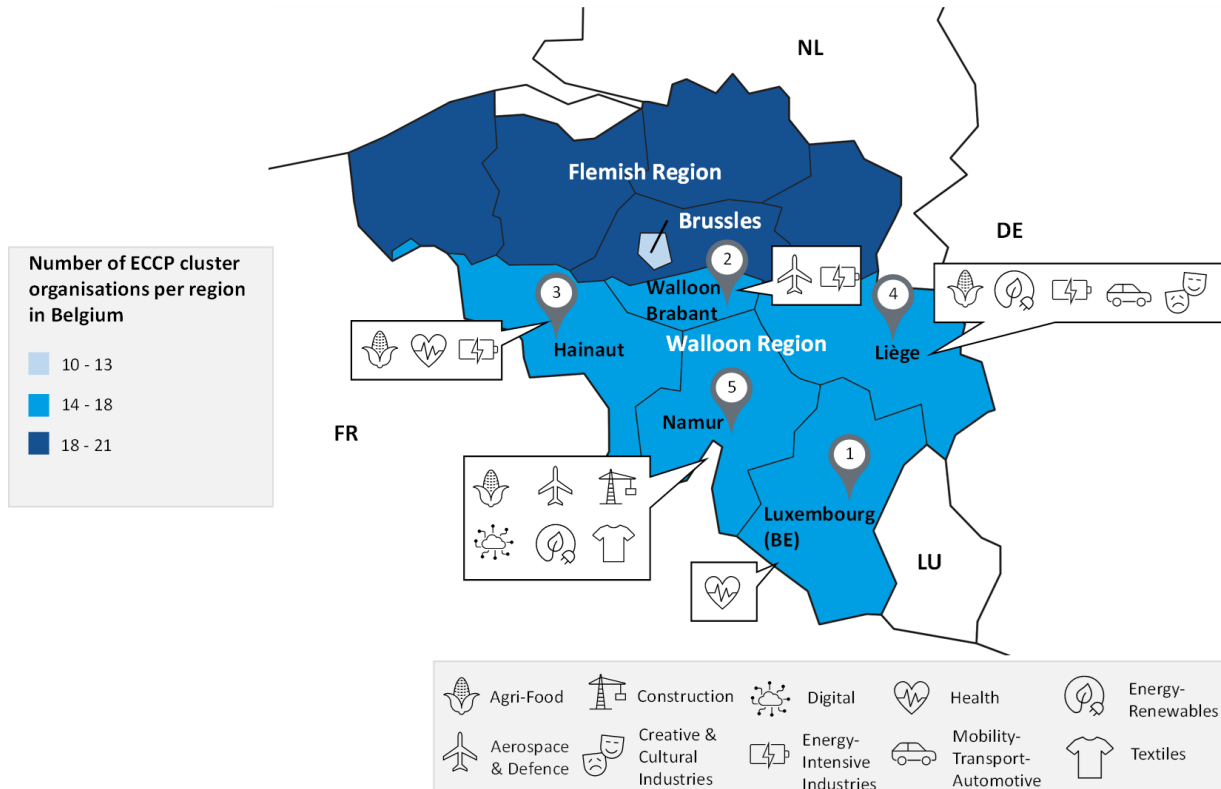 NL
Flemish Region
Brussles
DE
Number of ECCP cluster
organisations per region
in Belgium
10 - 13
14 - 18
18 - 21
2
Walloon
Brabant
3
4
Hainaut
Walloon Region
Liège
5
FR
Namur
1
Luxembourg
(BE)
LU
Agri-Food
Construction
Digital
Health
Energy-
Renewables
Aerospace
& Defence
Creative &
Cultural
Industries
Energy-
Intensive
Industries
Mobility-
Transport-
Automotive
Textiles